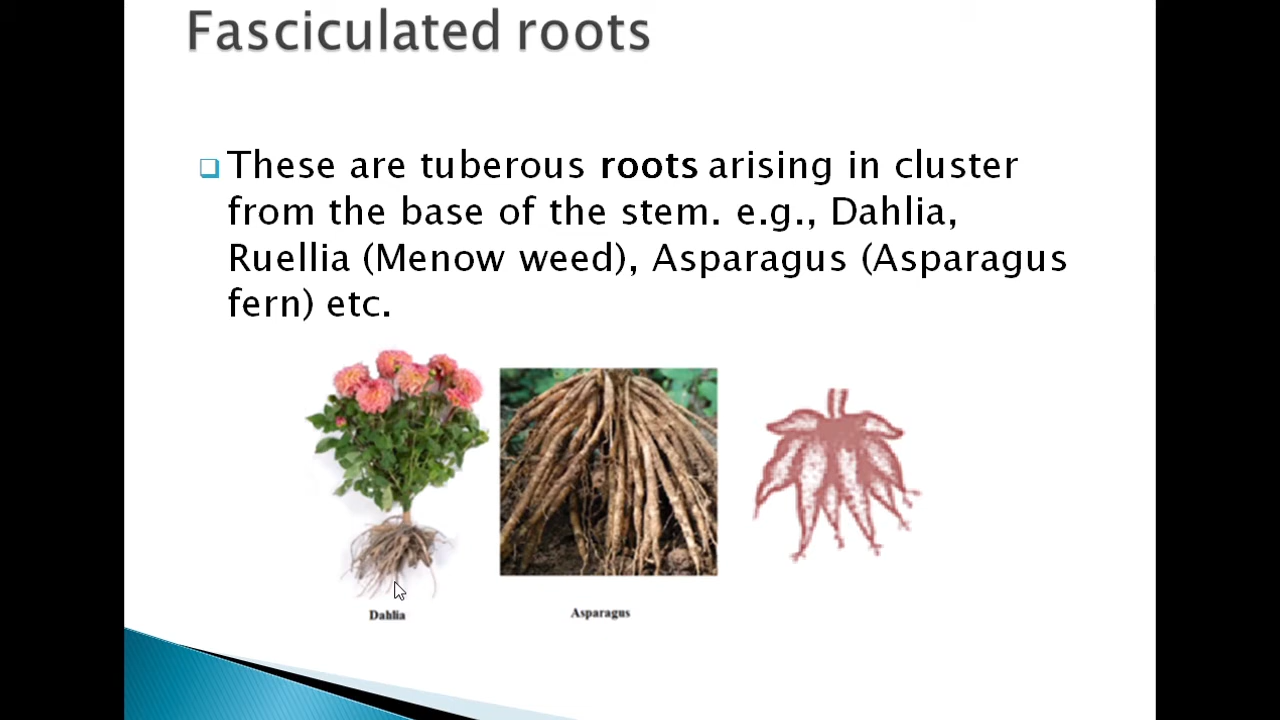 Fasciculated roots
These are tuberous roots arising in cluster
from the base of the stem. e.g., Dahlia,
Ruellia (Menow weed), Asparagus (Asparagus
fern) etc.
Dahlia
Asparagus